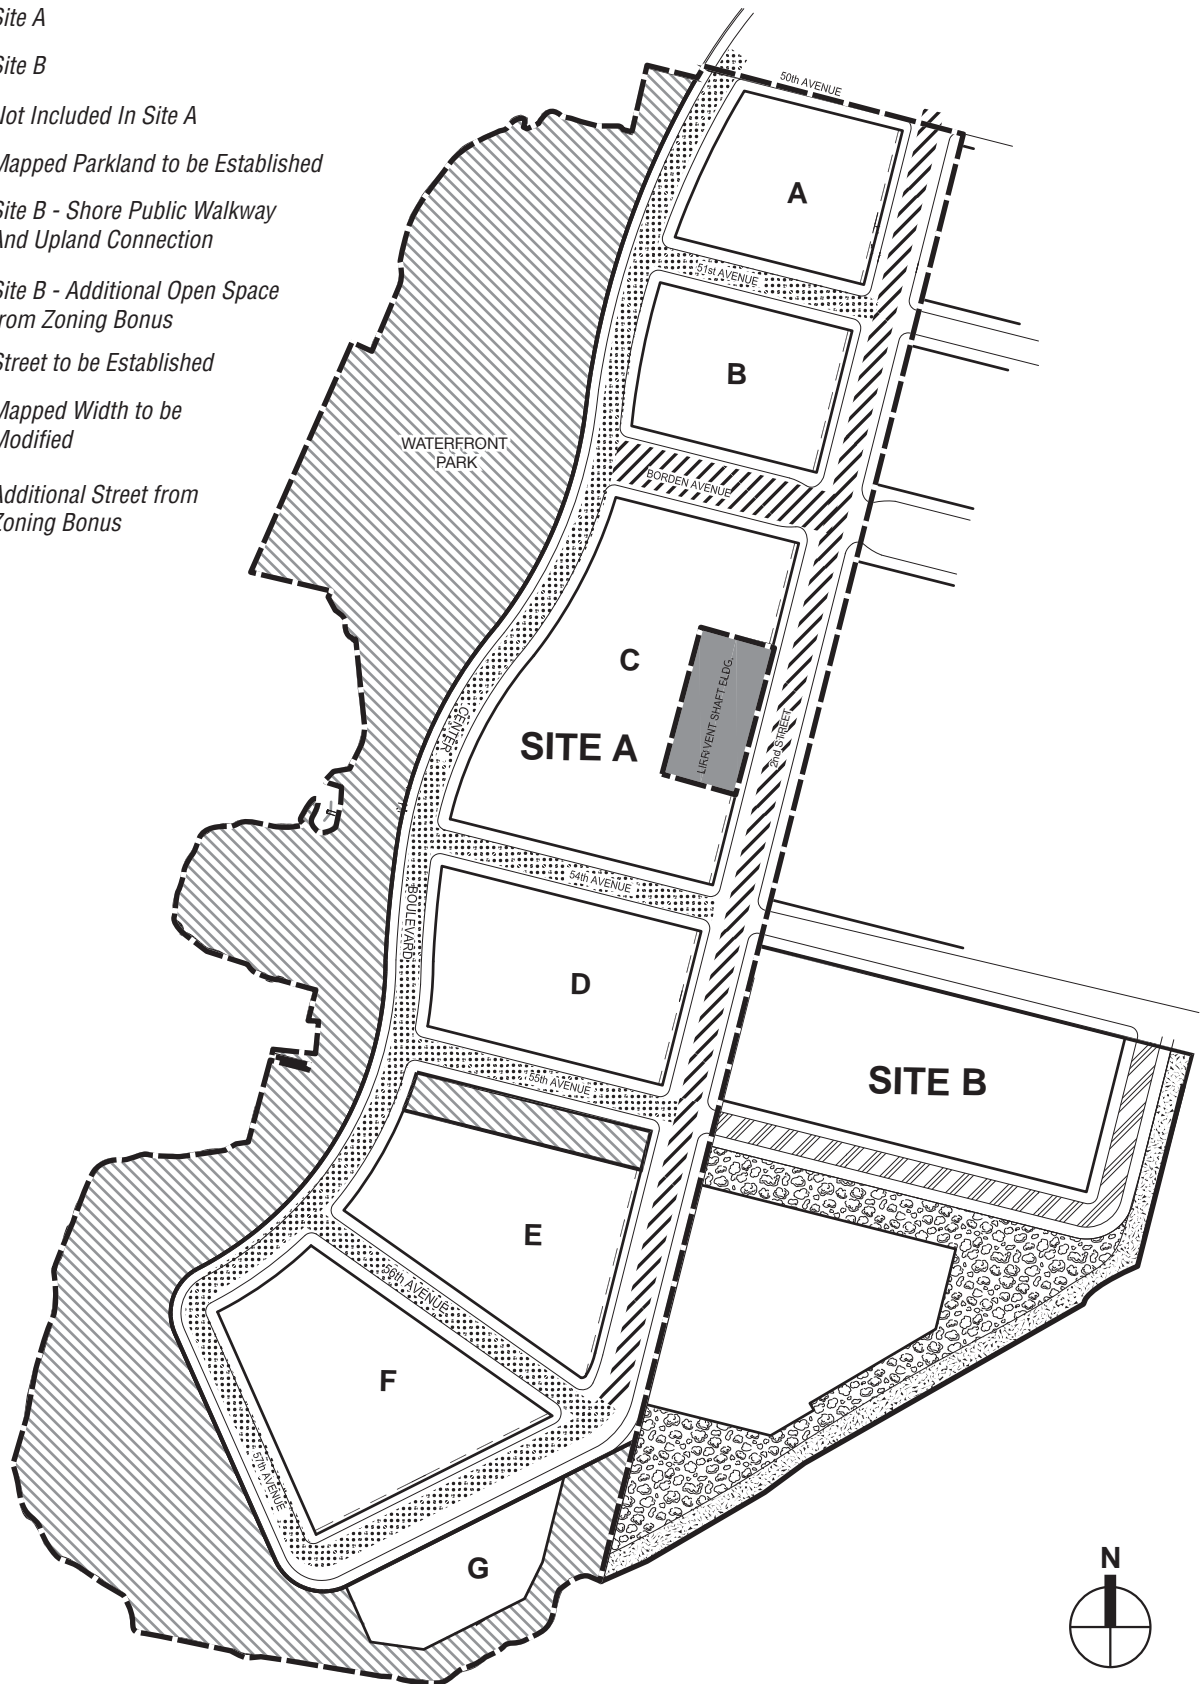 Site A
Site B
Not Included In Site A
Mapped Parkland to be Established
Site B - Shore Public Walkway
And Upland Connection
Site B - Additional Open Space
from Zoning Bonus
Street to be Established
Mapped Width to be
Modified
Additional Street from
Zoning Bonus
50th AVENUE
A
51st AVENUE
B
WATERFRONT
PARK
BORDEN AVENUE
C
LIRR/VENT SHAFT BLDG.
2nd STREET
CENTER
SITE A
54th AVENUE
BOULEVARD
D
55th AVENUE
SITE B
E
56th AVENUE
F
57th AVENUE
G
N